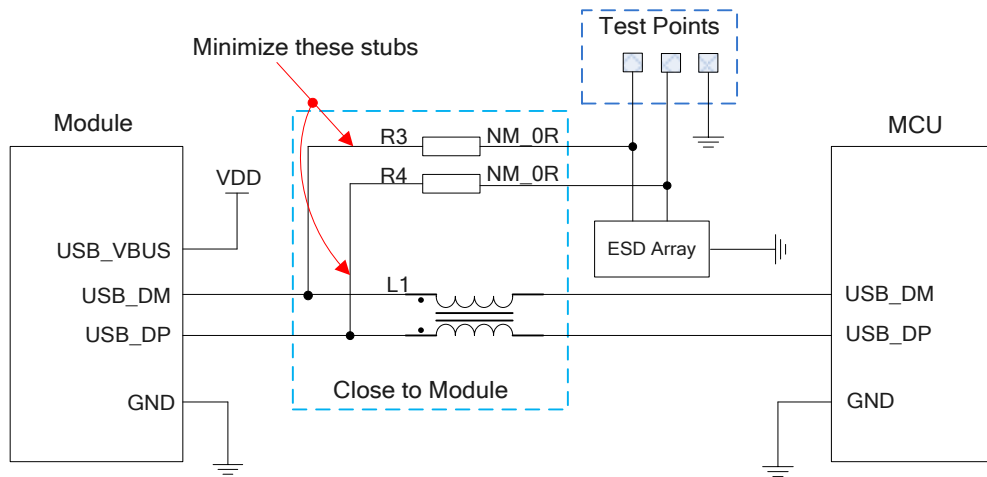 Test Points
Minimize these stubs
Module
MCU
R3 NM_0R
R4 NM_0R
VDD
ESD Array
USB_VBUS
USB_DM
L1
USB_DM
USB_DP
USB_DP
Close to Module
GND
GND